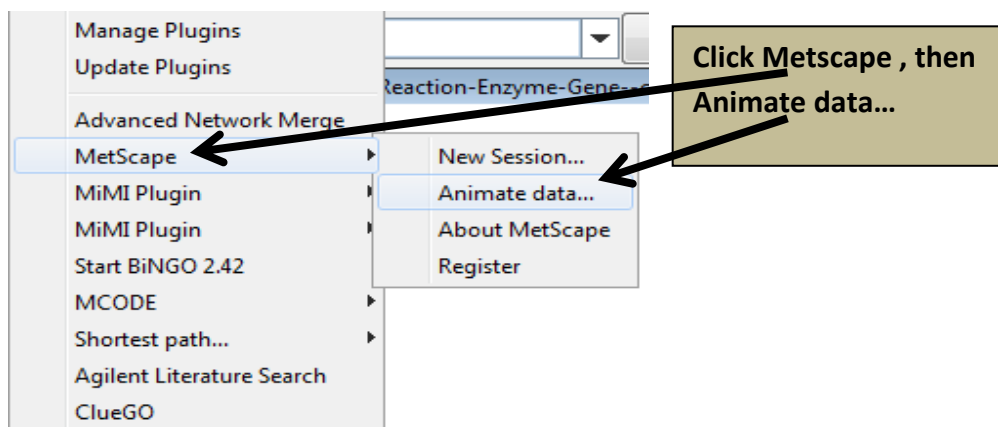 Manage Plugins
Update Plugins
Reaction-Enzyme-Gene
Advanced Network Merge
MetScape
MiMI Plugin
MiMI Plugin
Start BiNGO 2.42
MCODE
Shortest path...
Agilent Literature Search
ClueGO
New Session...
Animate data...
About MetScape
Register
Click Metscape , then
Animate data…